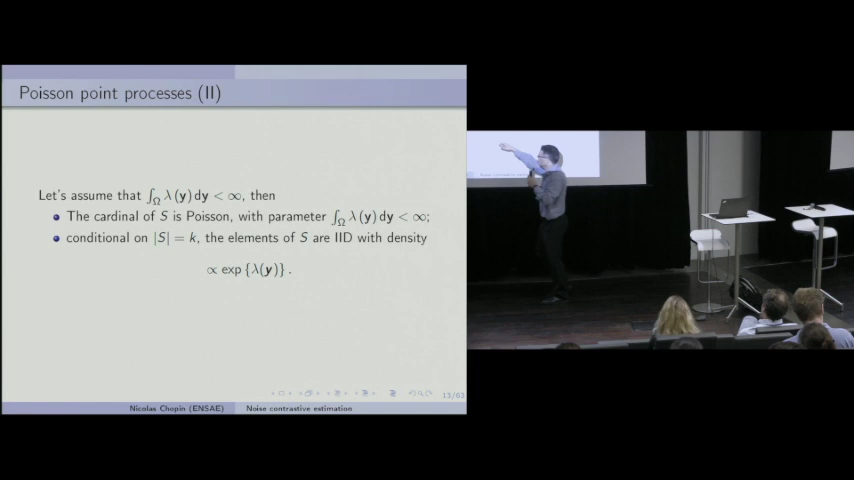 Poisson point processes (II)
Let's assume that ∫_Ω λ (y) dy < ∞, then
The cardinal of S is Poisson, with parameter ∫_Ω λ (y) dy < ∞;
conditional on |S| = k, the elements of S are IID with density
∝ exp {λ(y)} .
13/63
Nicolas Chopin (ENSAE) Noise contrastive estimation